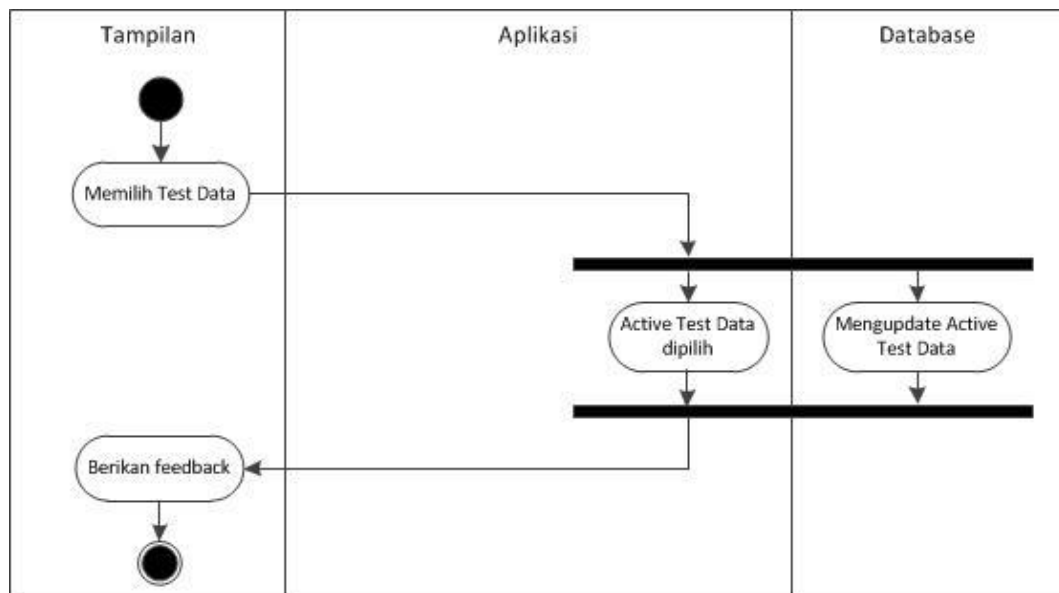 Tampilan
Aplikasi
Database
Memilih Test Data
Active Test Data
dipilih
Mengupdate Active
Test Data
Berikan feedback